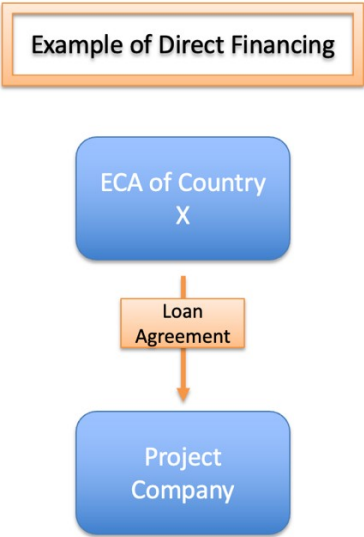 Example of Direct Financing
ECA of Country
X
Loan
Agreement
Project
Company